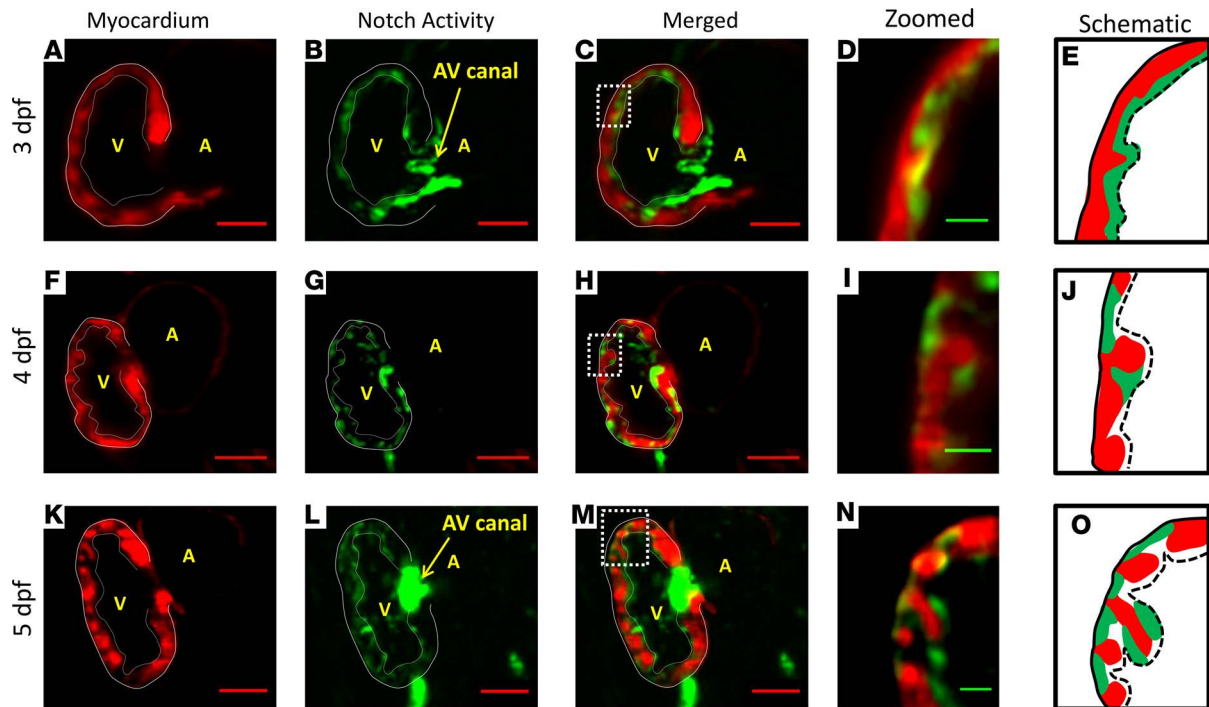 Myocardium Notch Activity Merged Zoomed Schematic
3 dpf
A V A
B AV canal V A
C V A
D
E
4 dpf
F A V
G A V
H A V
I
J
5 dpf
K A V
L AV canal A V
M A V
N
O